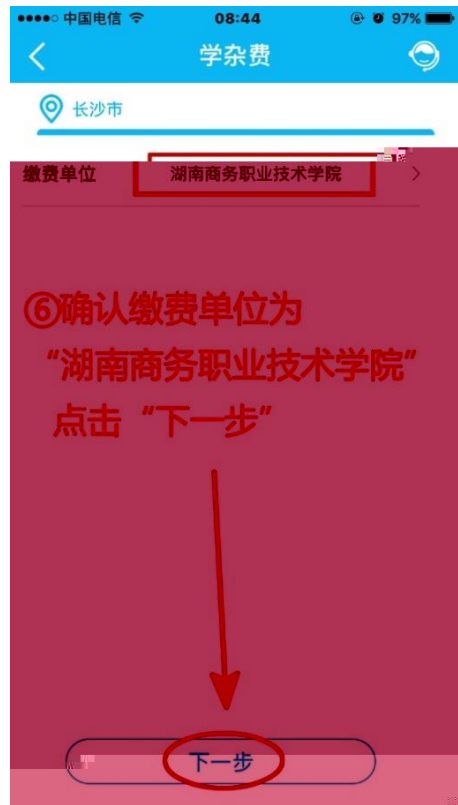 中国电信 08:44 97%
学杂费
长沙市
缴费单位 湖南商务职业技术学院
⑥确认缴费单位为
“湖南商务职业技术学院”
点击“下一步”
下一步